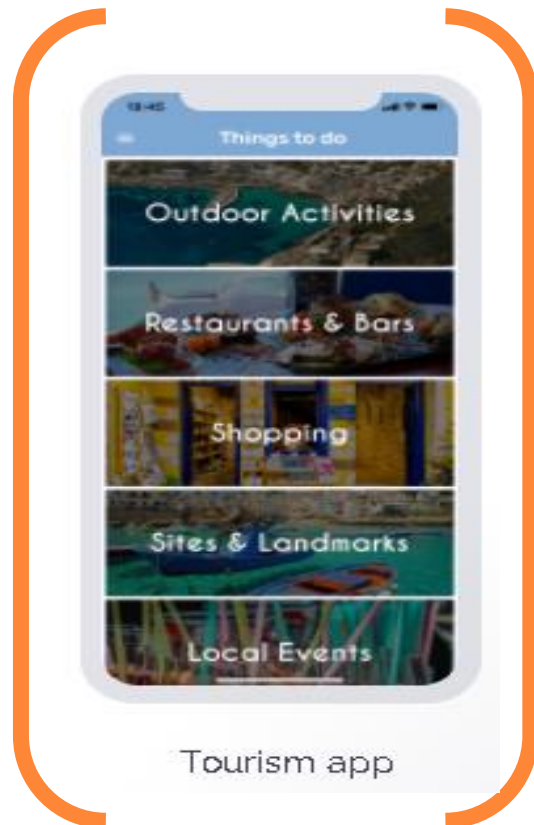 Things to do
Outdoor Activities
Restaurants & Bars
Shopping
Sites & Landmarks
Local Events
Tourism app